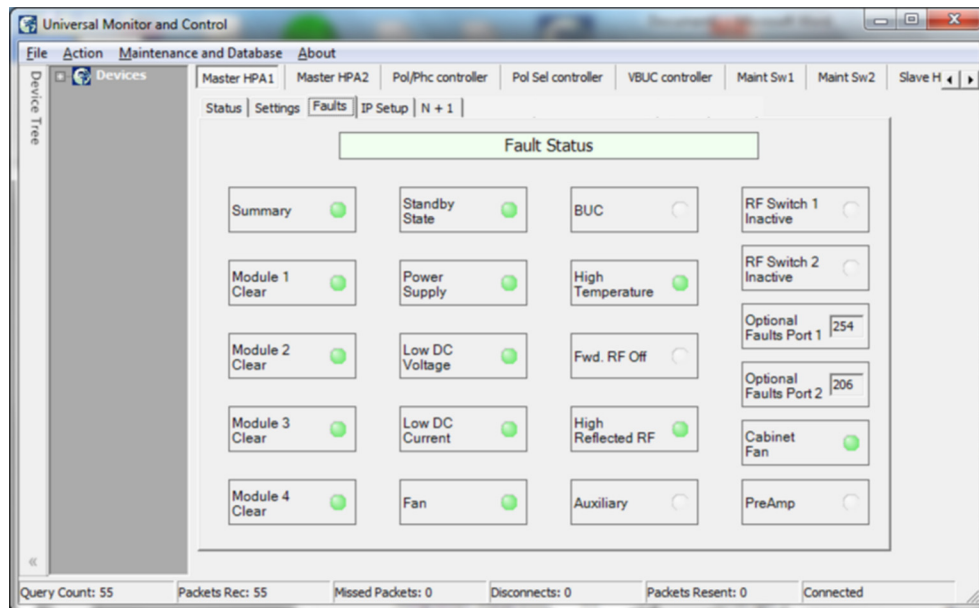 Universal Monitor and Control
File Action Maintenance and Database About
Device Tree
Devices
Master HPA1 Master HPA2 Pol/Phc controller Pol Sel controller VBUC controller Maint Sw1 Maint Sw2 Slave H
Status Settings Faults IP Setup N + 1
Fault Status
Summary
Standby
State
BUC
RF Switch 1
Inactive
Module 1
Clear
Power
Supply
High
Temperature
RF Switch 2
Inactive
Module 2
Clear
Low DC
Voltage
Fwd. RF Off
Optional
Faults Port 1 254
Optional
Faults Port 2 206
Module 3
Clear
Low DC
Current
High
Reflected RF
Cabinet
Fan
Module 4
Clear
Fan
Auxiliary
PreAmp
Query Count: 55 Packets Rec: 55 Missed Packets: 0 Disconnects: 0 Packets Resent: 0 Connected